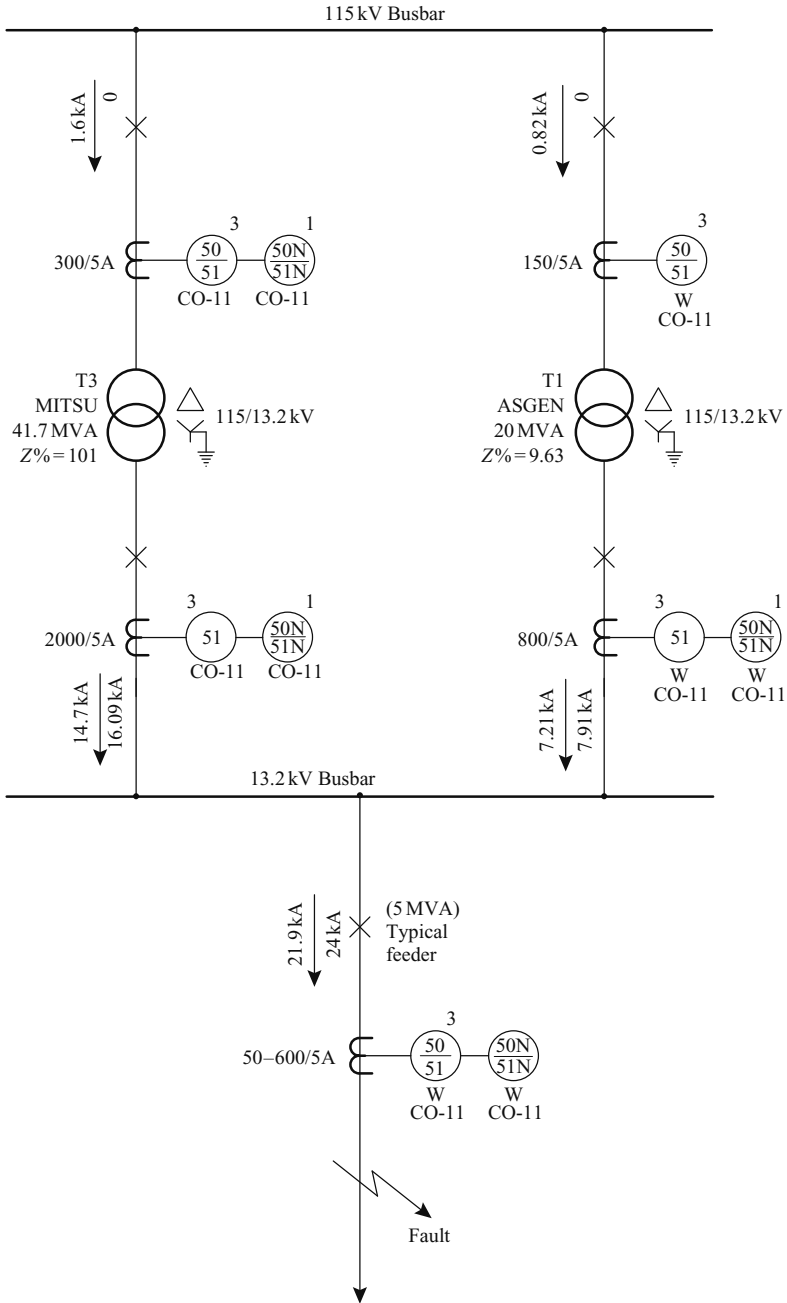 115 kV Busbar
1.6 kA
0
0.82 kA
0
3
1
300/5A
50
51
50N
51N
CO-11
CO-11
3
150/5A
50
51
W
CO-11
T3
MITSU
41.7 MVA
Z% = 101
115/13.2 kV
T1
ASGEN
20 MVA
Z% = 9.63
115/13.2 kV
3
1
2000/5A
51
50N
51N
CO-11
CO-11
3
1
800/5A
51
50N
51N
W
CO-11
W
CO-11
14.7 kA
16.09 kA
7.21 kA
7.91 kA
13.2 kV Busbar
21.9 kA
24 kA
(5 MVA)
Typical
feeder
3
50–600/5A
50
51
50N
51N
W
CO-11
W
CO-11
Fault